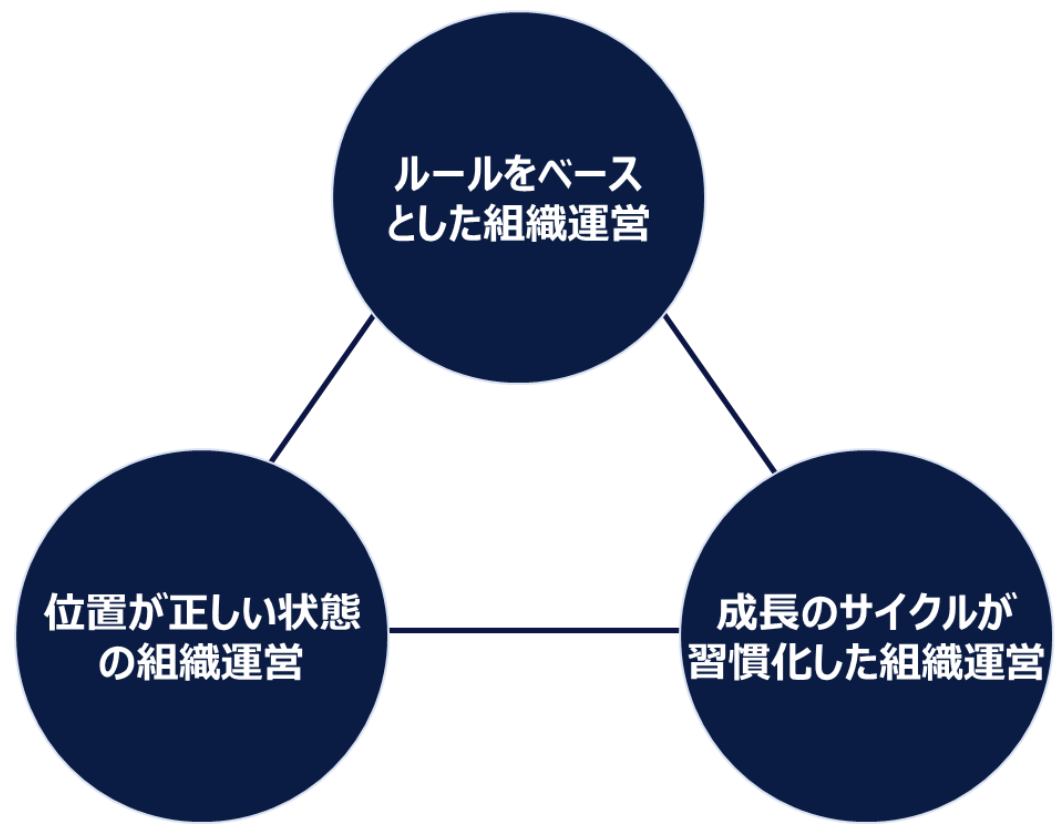 ルールをベース
とした組織運営
位置が正しい状態
の組織運営
成長のサイクルが
習慣化した組織運営